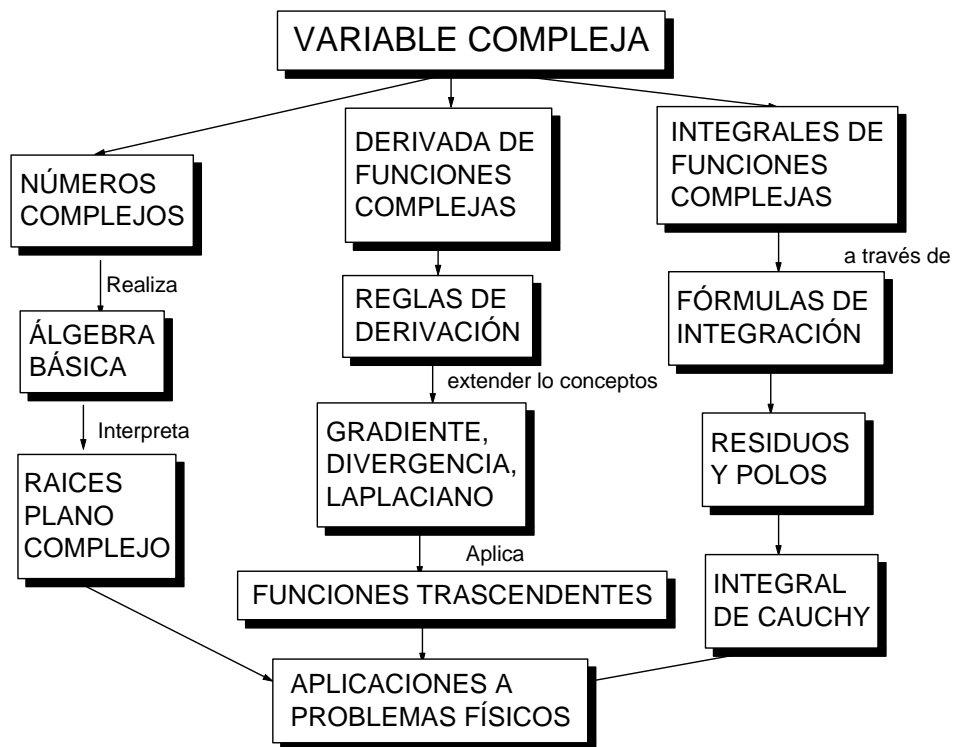 VARIABLE COMPLEJA
NÚMEROS
COMPLEJOS
Realiza
ÁLGEBRA
BÁSICA
Interpreta
RAICES
PLANO
COMPLEJO
DERIVADA DE
FUNCIONES
COMPLEJAS
REGLAS DE
DERIVACIÓN
extender lo conceptos
GRADIENTE,
DIVERGENCIA,
LAPLACIANO
Aplica
FUNCIONES TRASCENDENTES
INTEGRALES DE
FUNCIONES
COMPLEJAS
a través de
FÓRMULAS DE
INTEGRACIÓN
RESIDUOS
Y POLOS
INTEGRAL
DE CAUCHY
APLICACIONES A
PROBLEMAS FÍSICOS